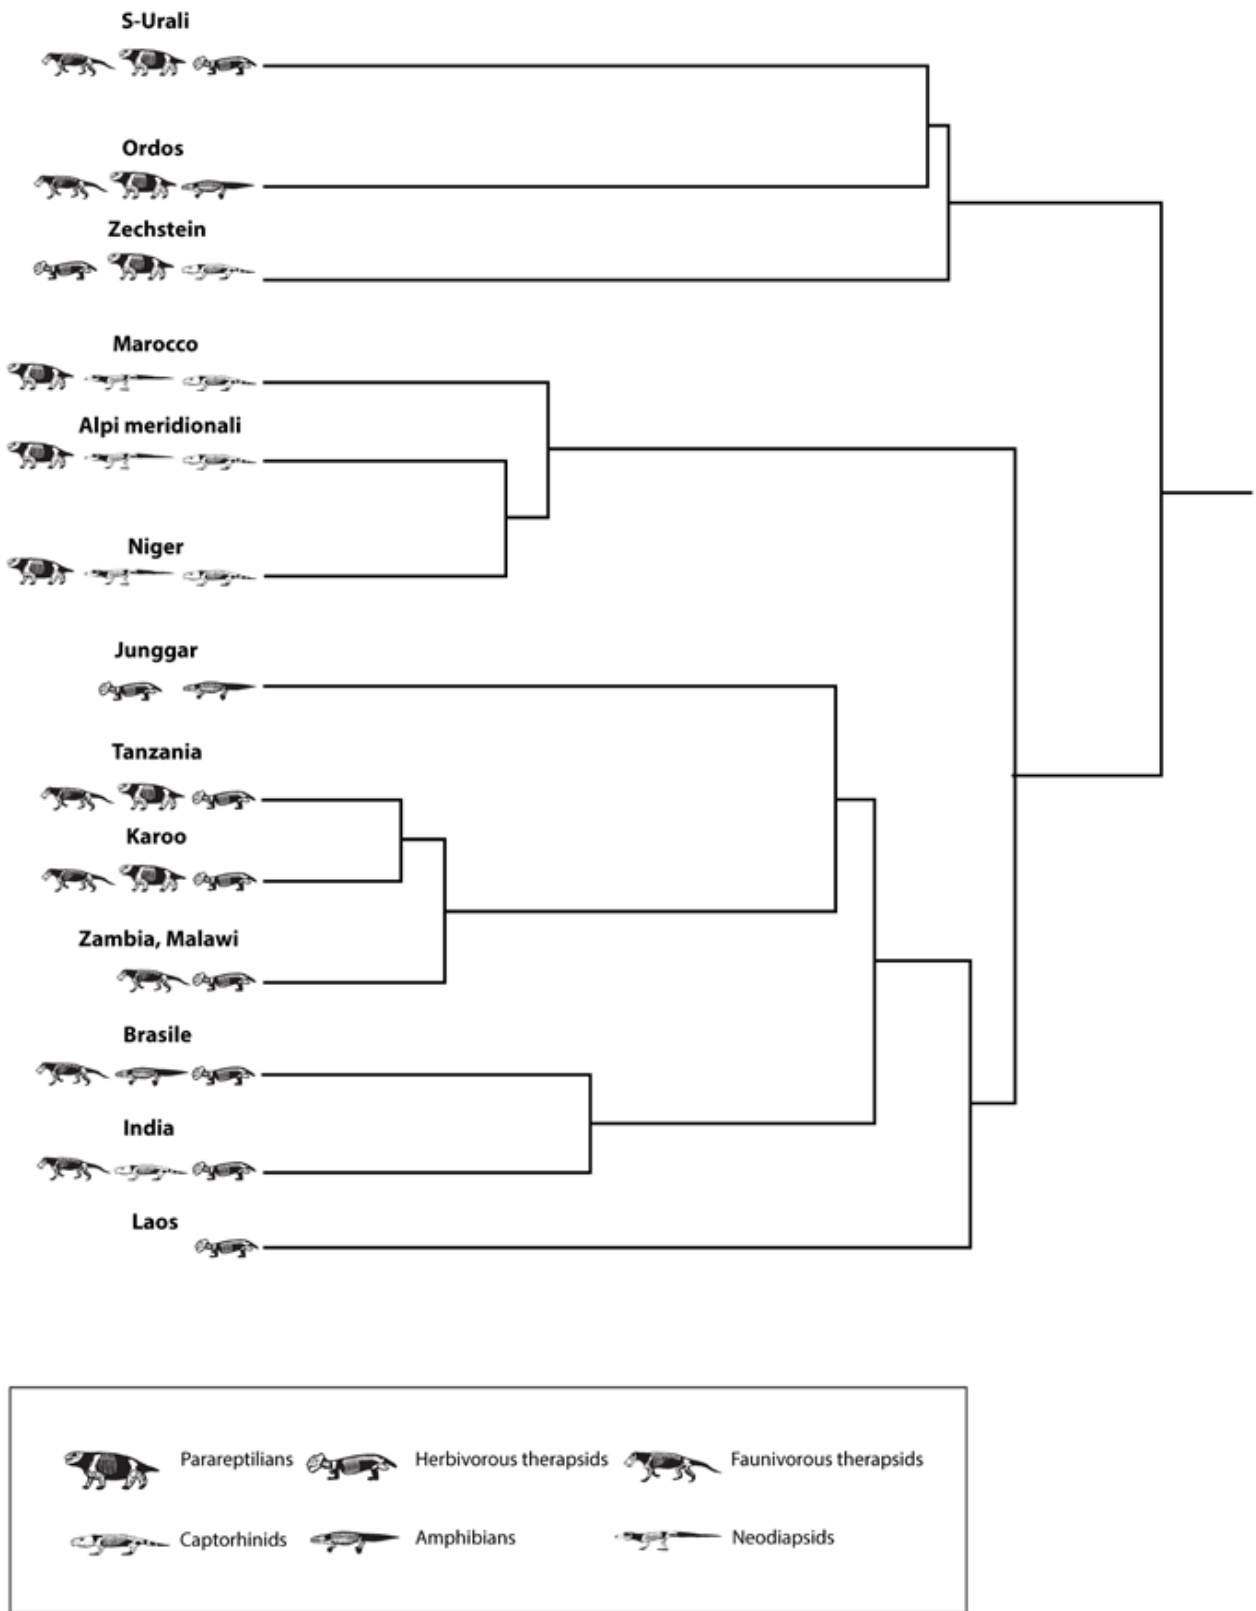 S-Urali
Ordos
Zechstein
Marocco
Alpi meridionali
Niger
Junggar
Tanzania
Karoo
Zambia, Malawi
Brasile
India
Laos
Parareptilians Herbivorous therapsids Faunivorous therapsids
Captorhinids Amphibians Neodiapsids